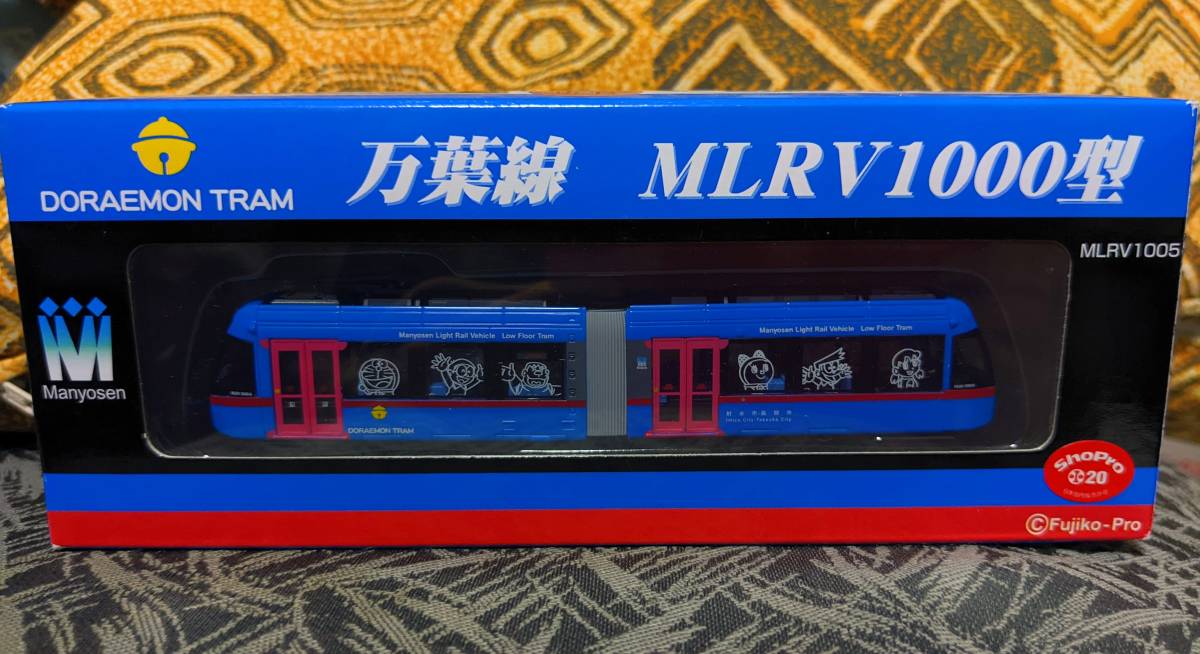 万葉線 MLRV1000型
DORAEMON TRAM
MLRV1005
Manyosen
Manyosen Light Rail Vehicle Low Floor Tram
Manyosen Light Rail Vehicle Low Floor Tram
DORAEMON TRAM
ShoPro
20
©Fujiko-Pro